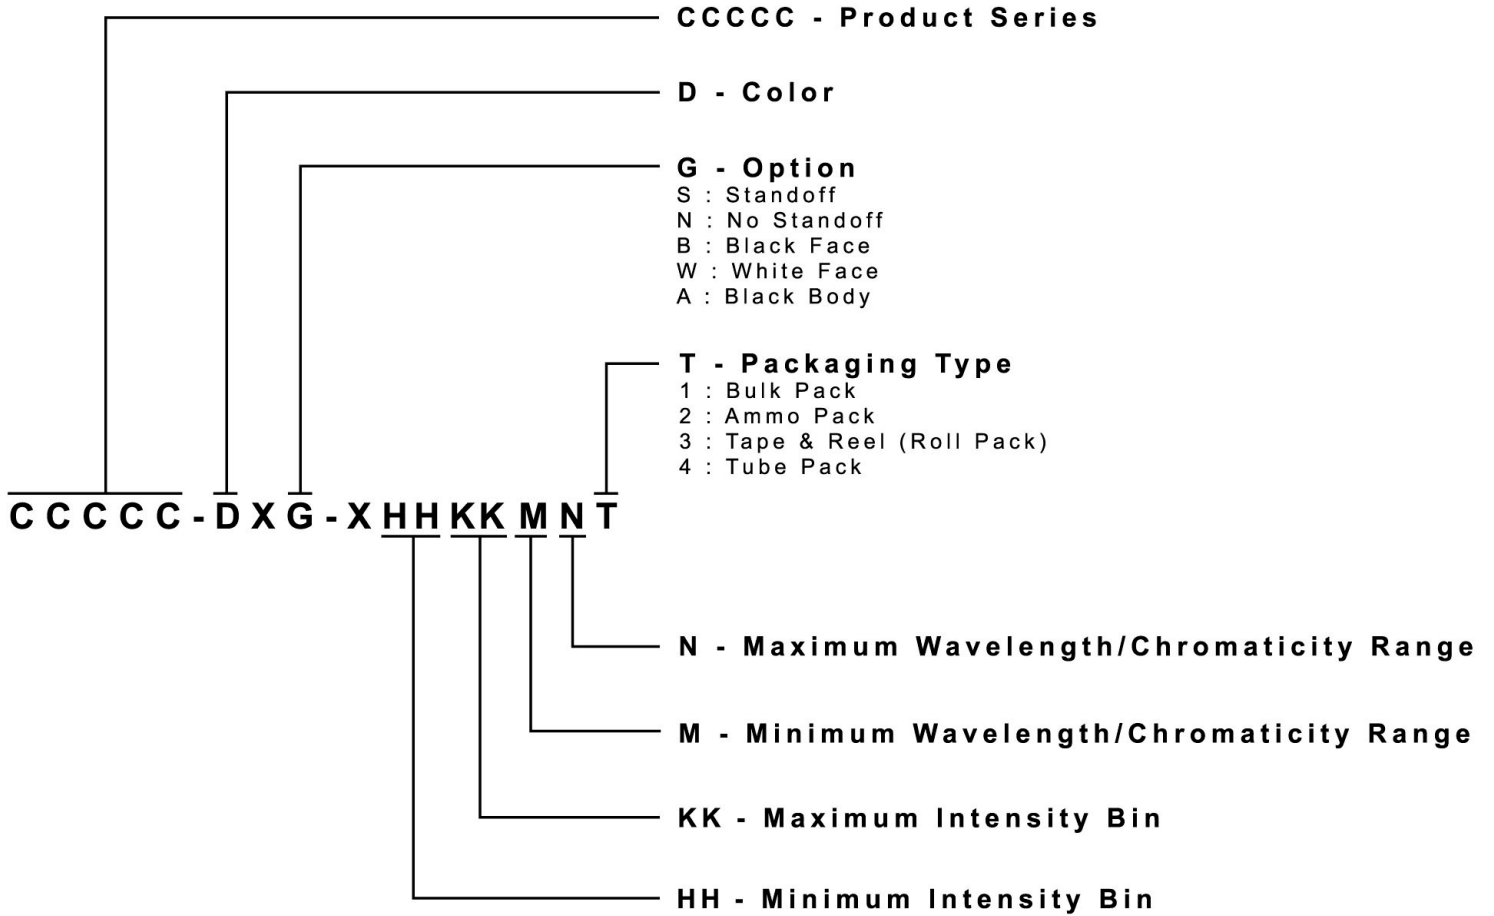 CCCCC - Product Series
D - Color
G - Option
S : Standoff
N : No Standoff
B : Black Face
W : White Face
A : Black Body
T - Packaging Type
1 : Bulk Pack
2 : Ammo Pack
3 : Tape & Reel (Roll Pack)
4 : Tube Pack
CCCCC-DXG-XHHKKMNT
N - Maximum Wavelength/Chromaticity Range
M - Minimum Wavelength/Chromaticity Range
KK - Maximum Intensity Bin
HH - Minimum Intensity Bin